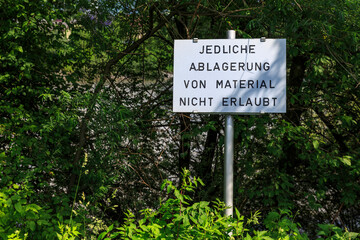 JEDLICHE
ABLAGERUNG
VON MATERIAL
NICHT ERLAUBT